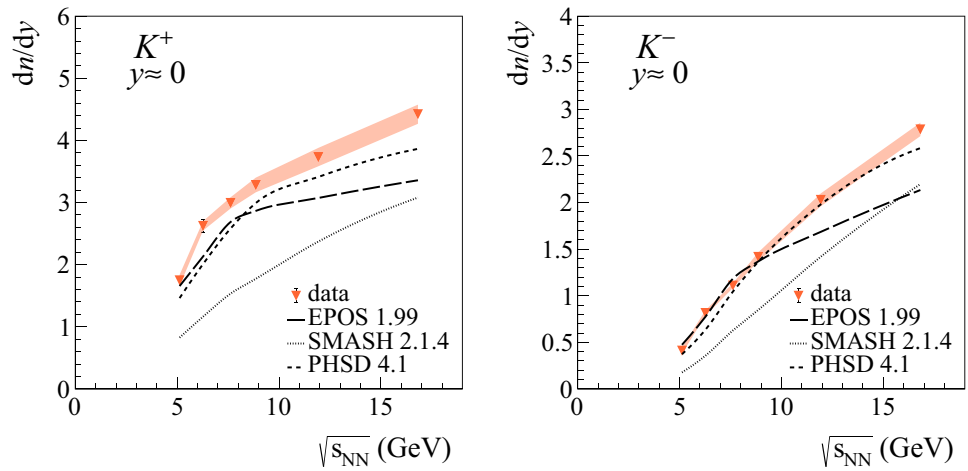 dn/dy
6
5
4
3
2
1
0
K⁺
y≈ 0
data
EPOS 1.99
SMASH 2.1.4
PHSD 4.1
0 5 10 15
√s_NN (GeV)
dn/dy
4
3.5
3
2.5
2
1.5
1
0.5
0
K⁻
y≈ 0
data
EPOS 1.99
SMASH 2.1.4
PHSD 4.1
0 5 10 15
√s_NN (GeV)